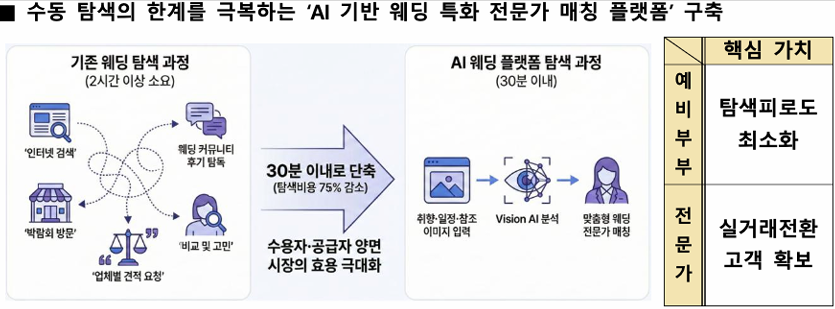 ■ 수동 탐색의 한계를 극복하는 ‘AI 기반 웨딩 특화 전문가 매칭 플랫폼’ 구축
기존 웨딩 탐색 과정
(2시간 이상 소요)
‘인터넷 검색’
웨딩 커뮤니티
후기 탐독
‘박람회 방문’
‘비교 및 고민’
‘업체별 견적 요청’
30분 이내로 단축
(탐색비용 75% 감소)
수용자·공급자 양면
시장의 효용 극대화
AI 웨딩 플랫폼 탐색 과정
(30분 이내)
취향·일정·참조
이미지 입력
Vision AI 분석
맞춤형 웨딩
전문가 매칭
핵심 가치
예비부부
탐색피로도
최소화
전문가
실거래전환
고객 확보